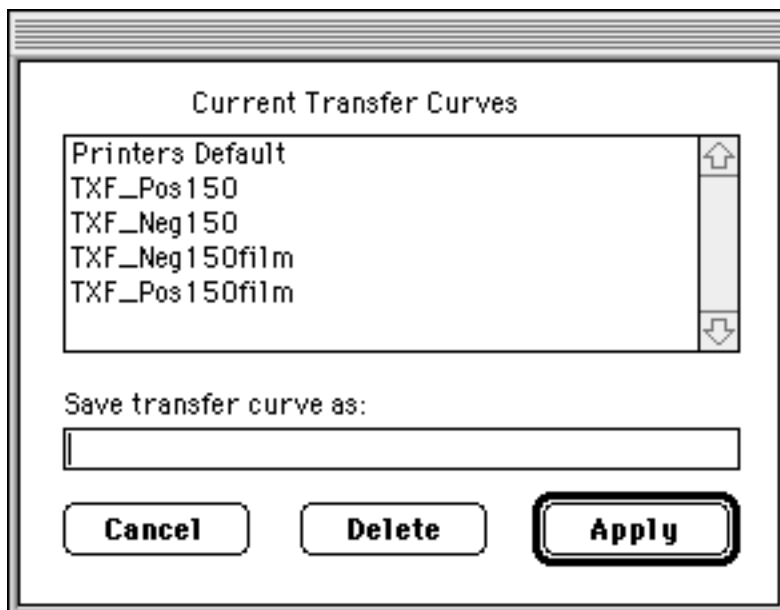 Current Transfer Curves
Printers Default
TXF_Pos150
TXF_Neg150
TXF_Neg150film
TXF_Pos150film
Save transfer curve as:
Cancel Delete Apply